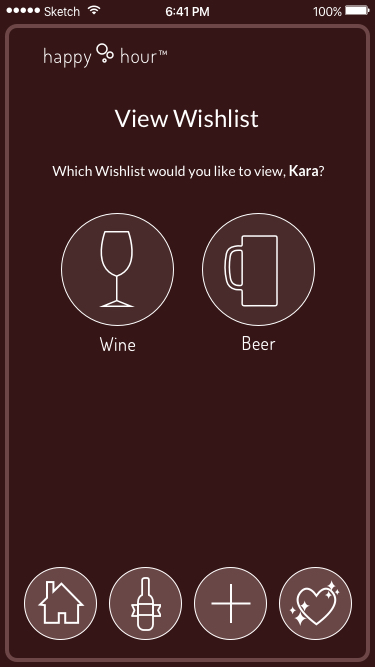 Sketch 6:41 PM 100%
happy hour™
View Wishlist
Which Wishlist would you like to view, Kara?
Wine Beer